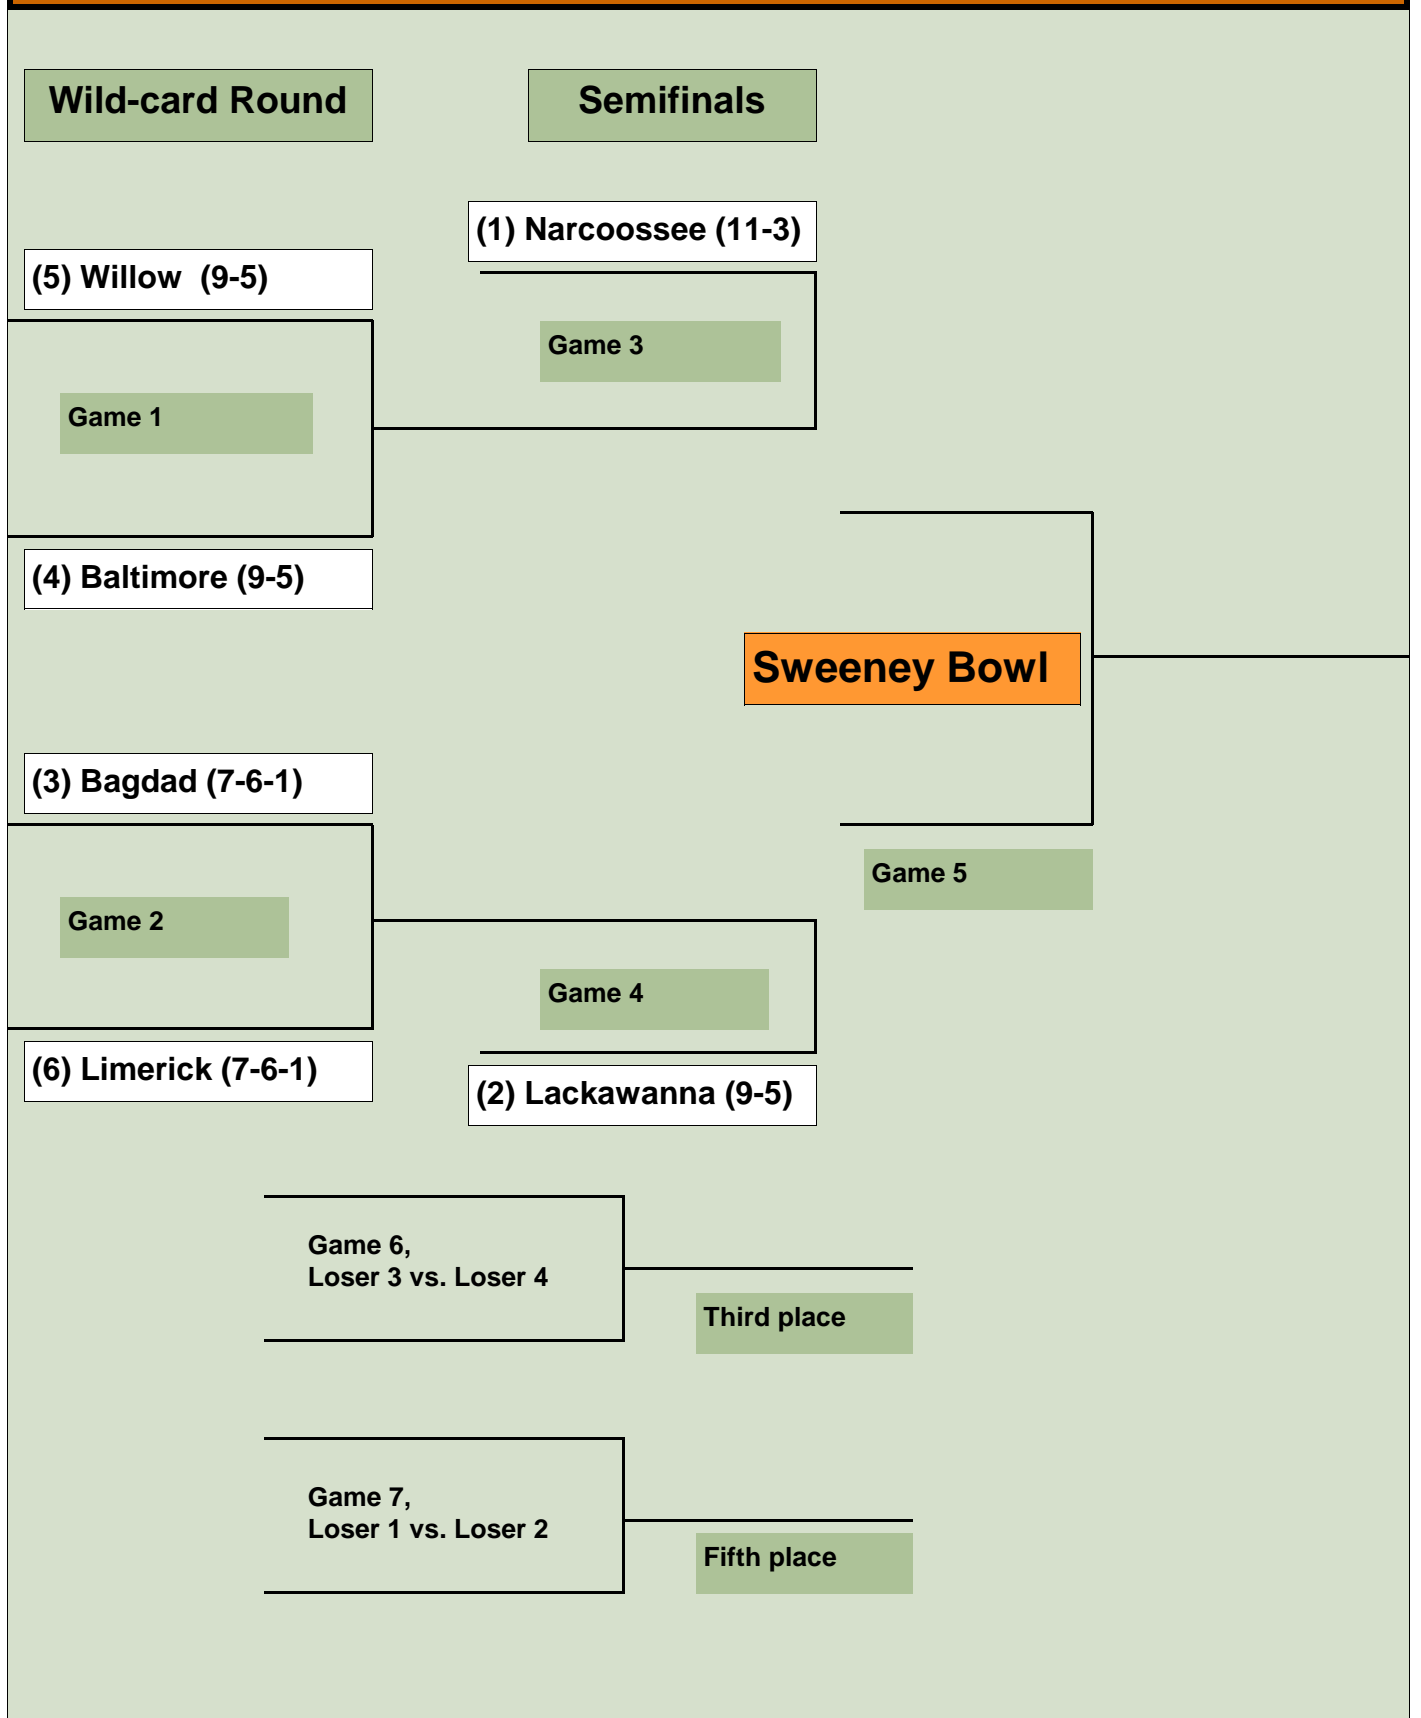 Wild-card Round
Semifinals
(1) Narcoossee (11-3)
(5) Willow  (9-5)
Game 3
Game 1
(4) Baltimore (9-5)
Sweeney Bowl
(3) Bagdad (7-6-1)
Game 5
Game 2
Game 4
(6) Limerick (7-6-1)
(2) Lackawanna (9-5)
Game 6,
Loser 3 vs. Loser 4
Third place
Game 7,
Loser 1 vs. Loser 2
Fifth place